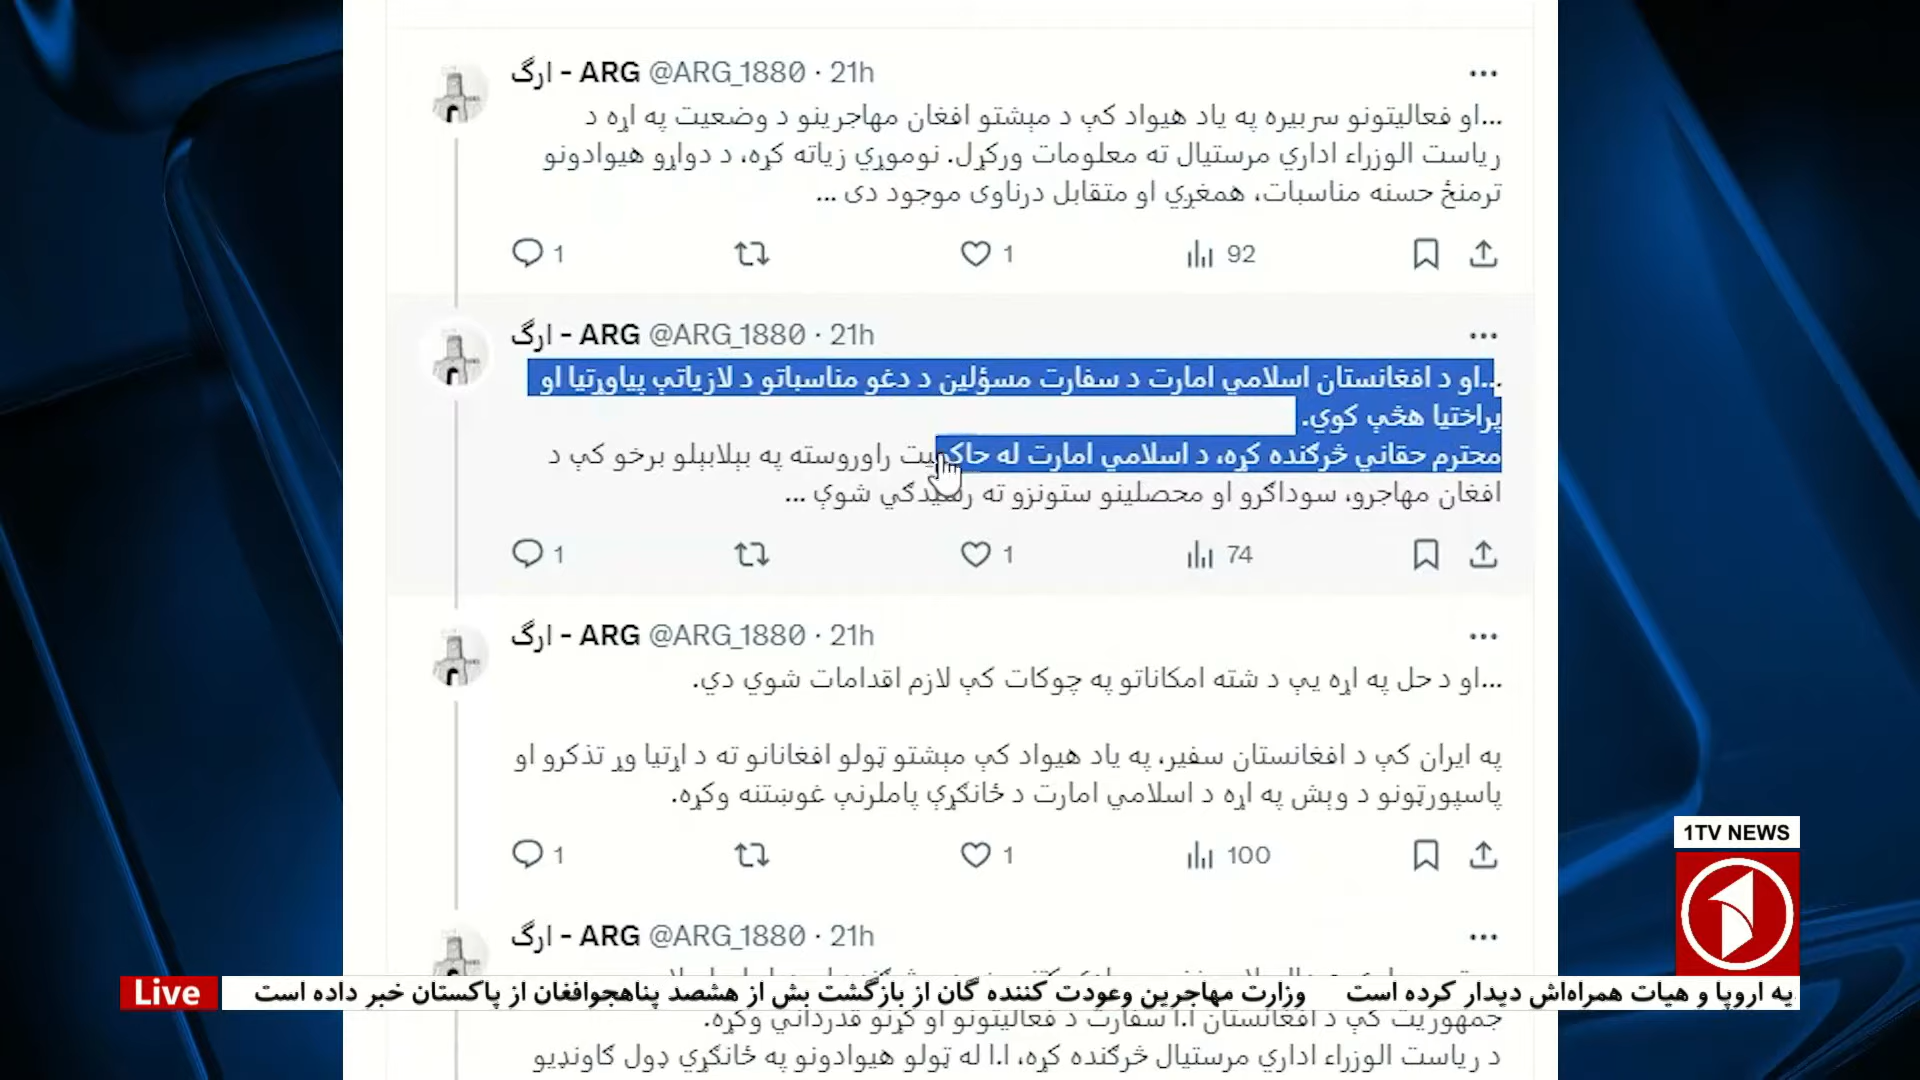 ارگ - ARG @ARG_1880 · 21h
...او فعالیتونو سربیره په یاد هیواد کې د مېشتو افغان مهاجرینو د وضعیت په اړه د
ریاست الوزراء اداري مرستیال ته معلومات ورکړل. نوموړي زیاته کړه، د دواړو هیوادونو
ترمنځ حسنه مناسبات، همغږي او متقابل درناوی موجود دی ...
1 1 92
ارگ - ARG @ARG_1880 · 21h
...او د افغانستان اسلامي امارت د سفارت مسؤلین د دغو مناسباتو د لازیاتې پیاوړتیا او
پراختیا هڅې کوي.
محترم حقاني څرګنده کړه، د اسلامي امارت له حاکمیت راوروسته په بېلابېلو برخو کې د
افغان مهاجرو، سوداګرو او محصلینو ستونزو ته رسیدګي شوې ...
1 1 74
ارگ - ARG @ARG_1880 · 21h
...او د حل په اړه یې د شته امکاناتو په چوکات کې لازم اقدامات شوي دي.
په ایران کې د افغانستان سفیر، په یاد هیواد کې مېشتو ټولو افغانانو ته د اړتیا وړ تذکرو او
پاسپورټونو د وېش په اړه د اسلامي امارت د ځانګړې پاملرنې غوښتنه وکړه.
1 1 100
1TV NEWS
ارگ - ARG @ARG_1880 · 21h
Live
یه اروپا و هیات همراه‌اش دیدار کرده است وزارت مهاجرین وعودت کننده گان از بازگشت بش از هشصد پناهجوافغان از پاکستان خبر داده است
جمهوریت کې د افغانستان ا.ا سفارت د فعالیتونو او کړنو قدرداني وکړه.
د ریاست الوزراء اداري مرستیال څرګنده کړه، ا.ا له ټولو هیوادونو په ځانګړي ډول ګاونډیو